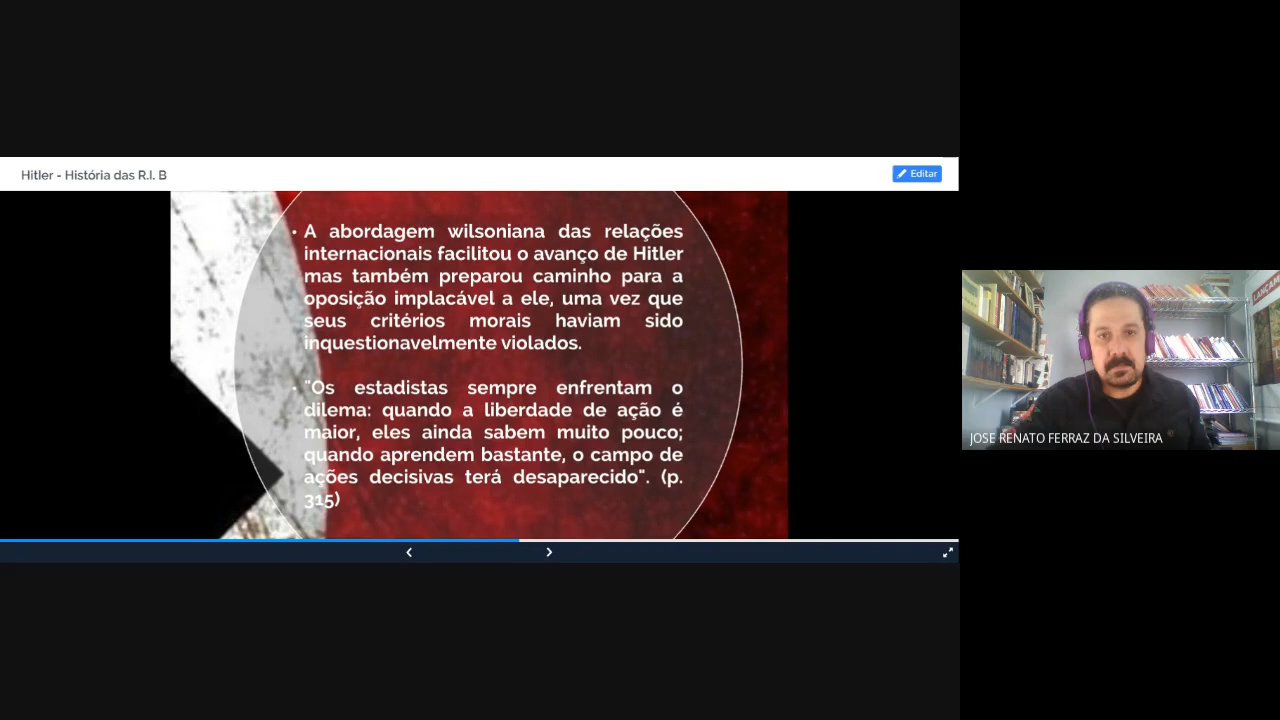 Hitler - História das R.I. B
Editar
• A abordagem wilsoniana das relações
internacionais facilitou o avanço de Hitler
mas também preparou caminho para a
oposição implacável a ele, uma vez que
seus critérios morais haviam sido
inquestionavelmente violados.
• "Os estadistas sempre enfrentam o
dilema: quando a liberdade de ação é
maior, eles ainda sabem muito pouco;
quando aprendem bastante, o campo de
ações decisivas terá desaparecido". (p.
315)
LANÇAM
JOSE RENATO FERRAZ DA SILVEIRA